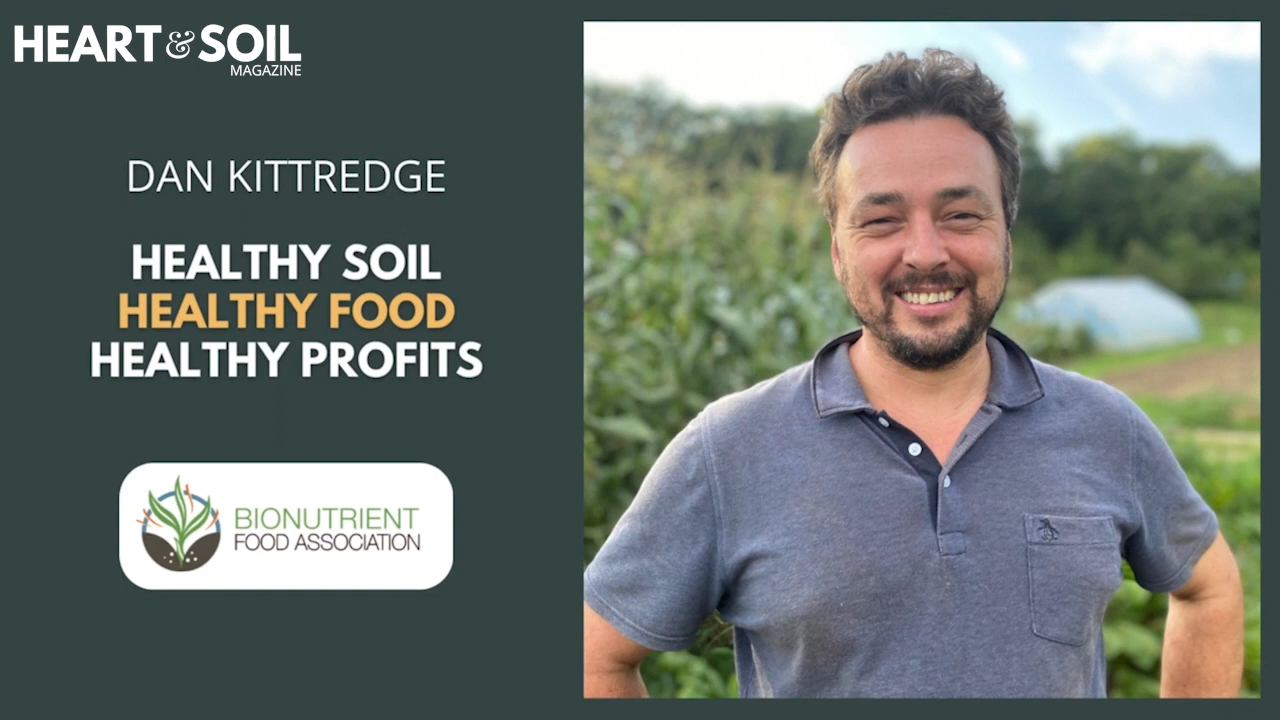 HEART & SOIL
MAGAZINE
DAN KITTREDGE
HEALTHY SOIL
HEALTHY FOOD
HEALTHY PROFITS
BIONUTRIENT
FOOD ASSOCIATION